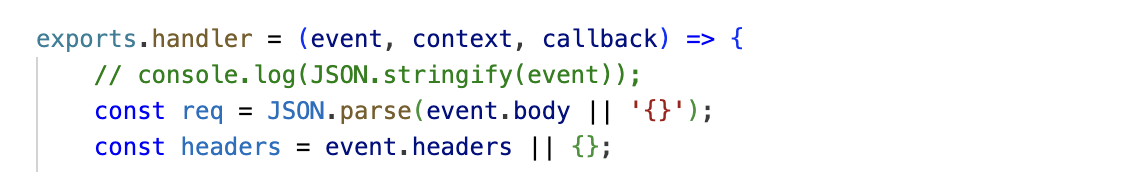 exports.handler = (event, context, callback) => {
// console.log(JSON.stringify(event));
const req = JSON.parse(event.body || '{}');
const headers = event.headers || {};